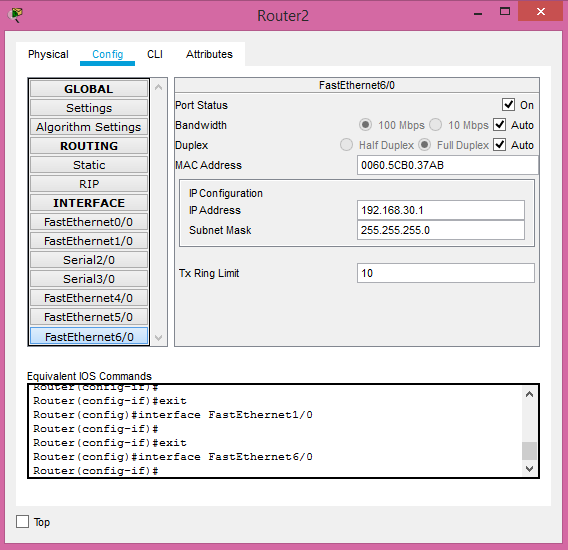 Router2
Physical Config CLI Attributes
GLOBAL
Settings
Algorithm Settings
ROUTING
Static
RIP
INTERFACE
FastEthernet0/0
FastEthernet1/0
Serial2/0
Serial3/0
FastEthernet4/0
FastEthernet5/0
FastEthernet6/0
FastEthernet6/0
Port Status On
Bandwidth 100 Mbps 10 Mbps Auto
Duplex Half Duplex Full Duplex Auto
MAC Address 0060.5CB0.37AB
IP Configuration
IP Address 192.168.30.1
Subnet Mask 255.255.255.0
Tx Ring Limit 10
Equivalent IOS Commands
Router(config-if)#
Router(config-if)#exit
Router(config)#interface FastEthernet1/0
Router(config-if)#
Router(config-if)#exit
Router(config)#interface FastEthernet6/0
Router(config-if)#
Top